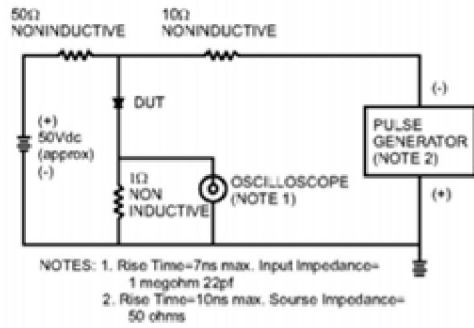 50Ω
NONINDUCTIVE
10Ω
NONINDUCTIVE
(+)
50Vdc
(approx)
(-)
DUT
1Ω
NON
INDUCTIVE
OSCILLOSCOPE
(NOTE 1)
(-)
PULSE
GENERATOR
(NOTE 2)
(+)
NOTES: 1. Rise Time=7ns max. Input Impedance=
1 megohm 22pf
2. Rise Time=10ns max. Sourse Impedance=
50 ohms